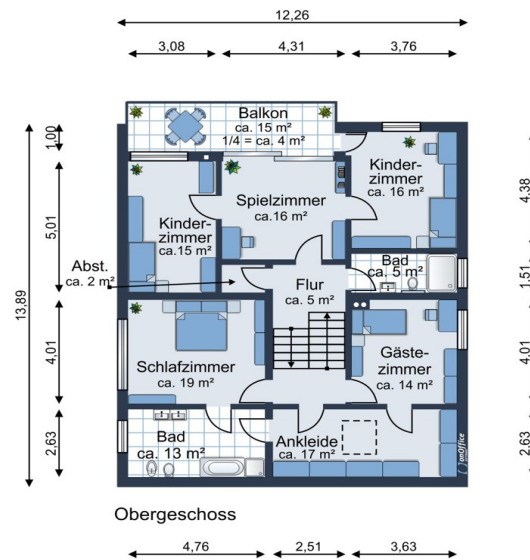 12,26
3,08
4,31
3,76
Balkon
ca. 15 m²
1/4 = ca. 4 m²
1,00
5,01
13,89
4,01
2,63
4,38
1,51
4,01
2,63
Kinder-
zimmer
ca. 16 m²
Spielzimmer
ca.16 m²
Kinder-
zimmer
ca.15 m²
Abst.
ca. 2 m²
Bad
ca. 5 m²
Flur
ca. 5 m²
Schlafzimmer
ca. 19 m²
Gäste-
zimmer
ca. 14 m²
Bad
ca. 13 m²
Ankleide
ca. 17 m²
onOffice
Obergeschoss
4,76
2,51
3,63